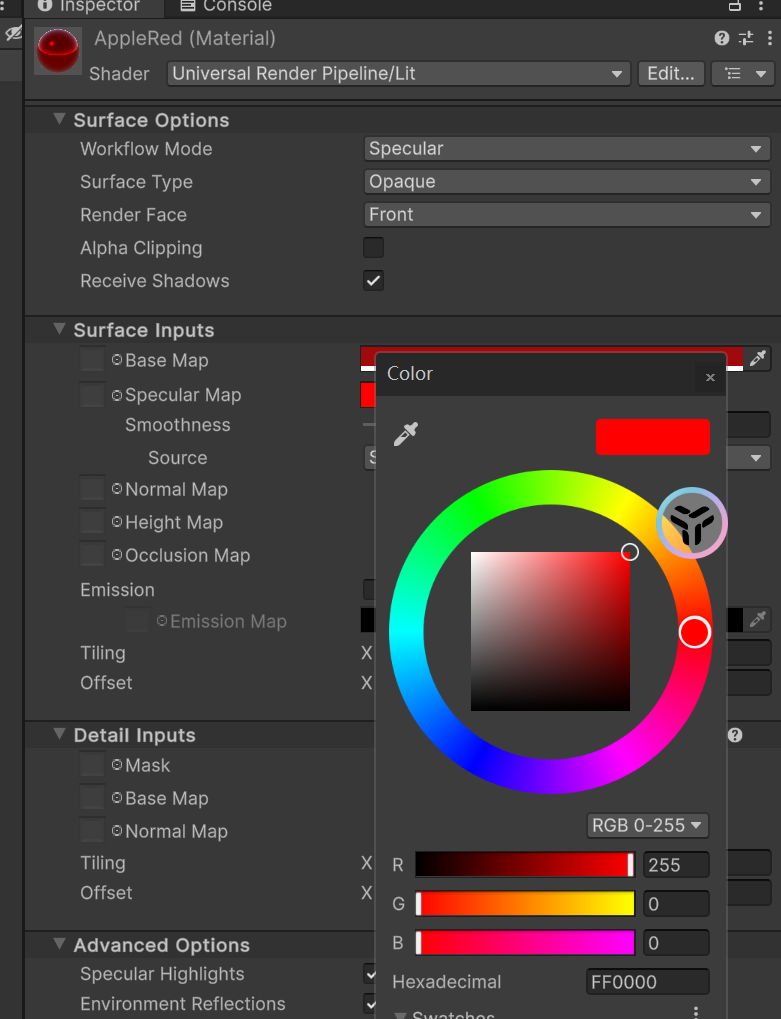 Inspector
Console
AppleRed (Material)
Shader
Universal Render Pipeline/Lit
Edit...
Surface Options
Workflow Mode
Specular
Surface Type
Opaque
Render Face
Front
Alpha Clipping
Receive Shadows
Surface Inputs
Base Map
Color
Specular Map
Smoothness
Source
Normal Map
Height Map
Occlusion Map
Emission
Emission Map
Tiling
X
Offset
X
Detail Inputs
Mask
Base Map
Normal Map
RGB 0-255
Tiling
X
R
255
Offset
X
G
0
Advanced Options
B
0
Specular Highlights
Hexadecimal
FF0000
Environment Reflections
Swatches